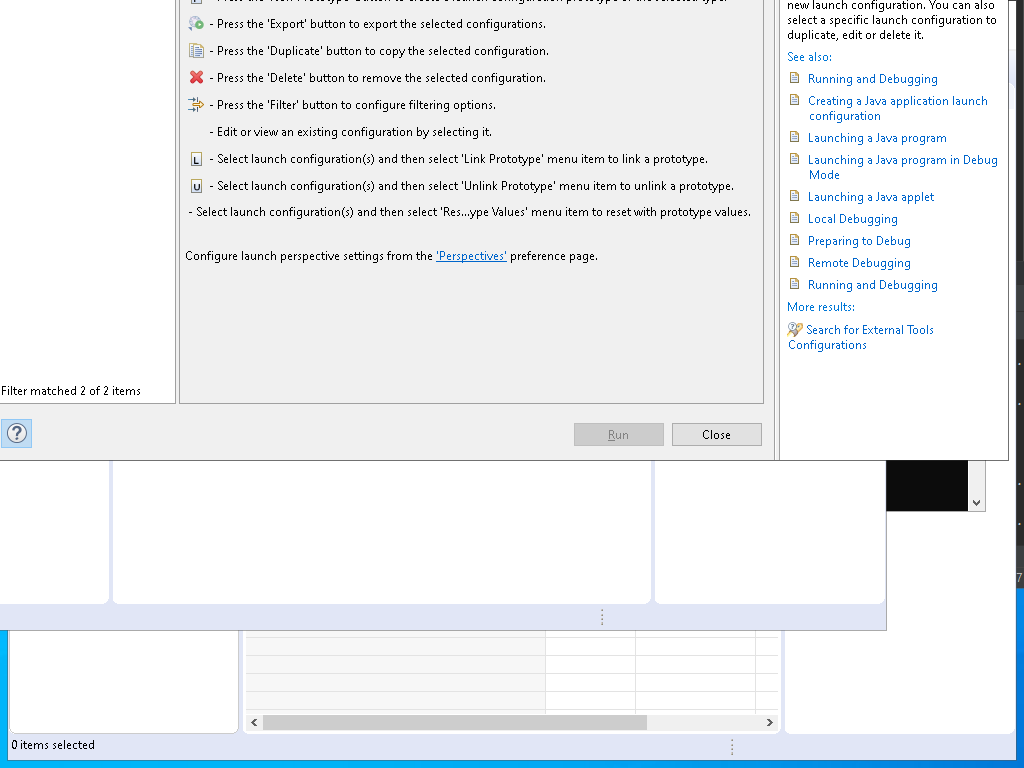 - Press the 'Export' button to export the selected configurations.
- Press the 'Duplicate' button to copy the selected configuration.
- Press the 'Delete' button to remove the selected configuration.
- Press the 'Filter' button to configure filtering options.
- Edit or view an existing configuration by selecting it.
L - Select launch configuration(s) and then select 'Link Prototype' menu item to link a prototype.
U - Select launch configuration(s) and then select 'Unlink Prototype' menu item to unlink a prototype.
- Select launch configuration(s) and then select 'Res...ype Values' menu item to reset with prototype values.
Configure launch perspective settings from the 'Perspectives' preference page.
Filter matched 2 of 2 items
Run
Close
new launch configuration. You can also
select a specific launch configuration to
duplicate, edit or delete it.
See also:
Running and Debugging
Creating a Java application launch
configuration
Launching a Java program
Launching a Java program in Debug
Mode
Launching a Java applet
Local Debugging
Preparing to Debug
Remote Debugging
Running and Debugging
More results:
Search for External Tools
Configurations
7
0 items selected